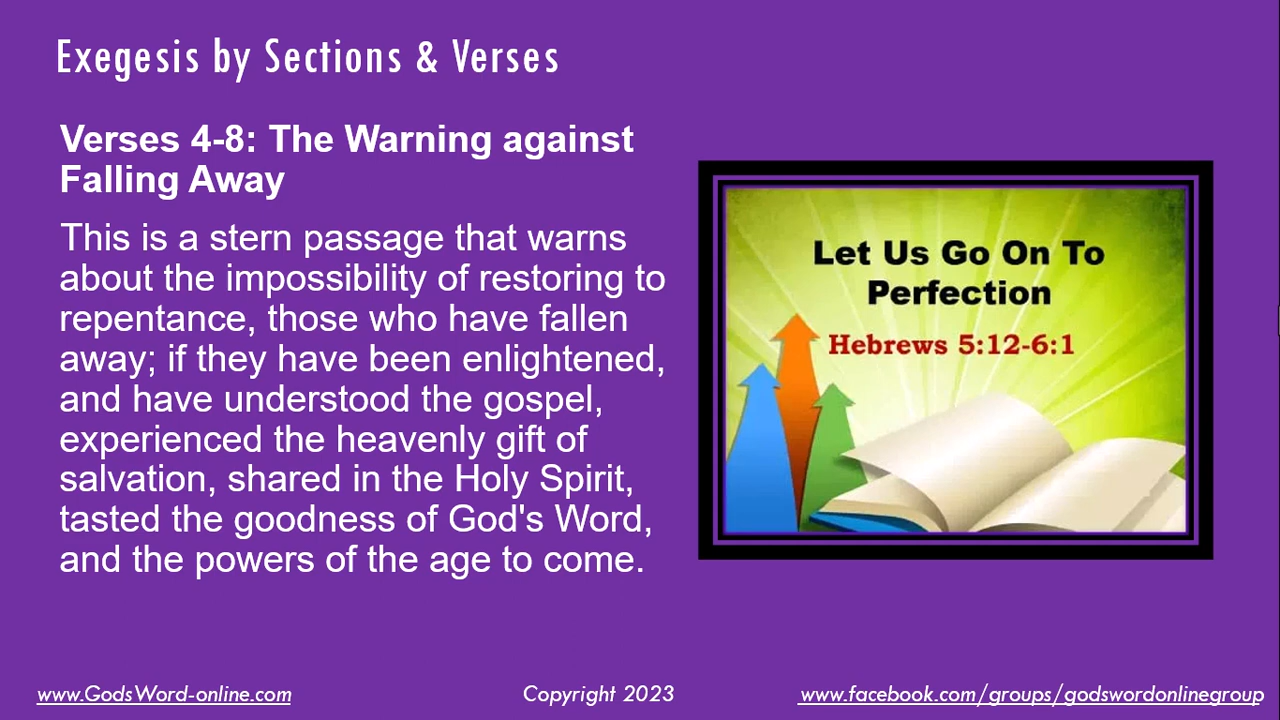 Exegesis by Sections & Verses
Verses 4-8: The Warning against
Falling Away
This is a stern passage that warns
about the impossibility of restoring to
repentance, those who have fallen
away; if they have been enlightened,
and have understood the gospel,
experienced the heavenly gift of
salvation, shared in the Holy Spirit,
tasted the goodness of God's Word,
and the powers of the age to come.
Let Us Go On To
Perfection
Hebrews 5:12-6:1
www.GodsWord-online.com
Copyright 2023
www.facebook.com/groups/godswordonlinegroup